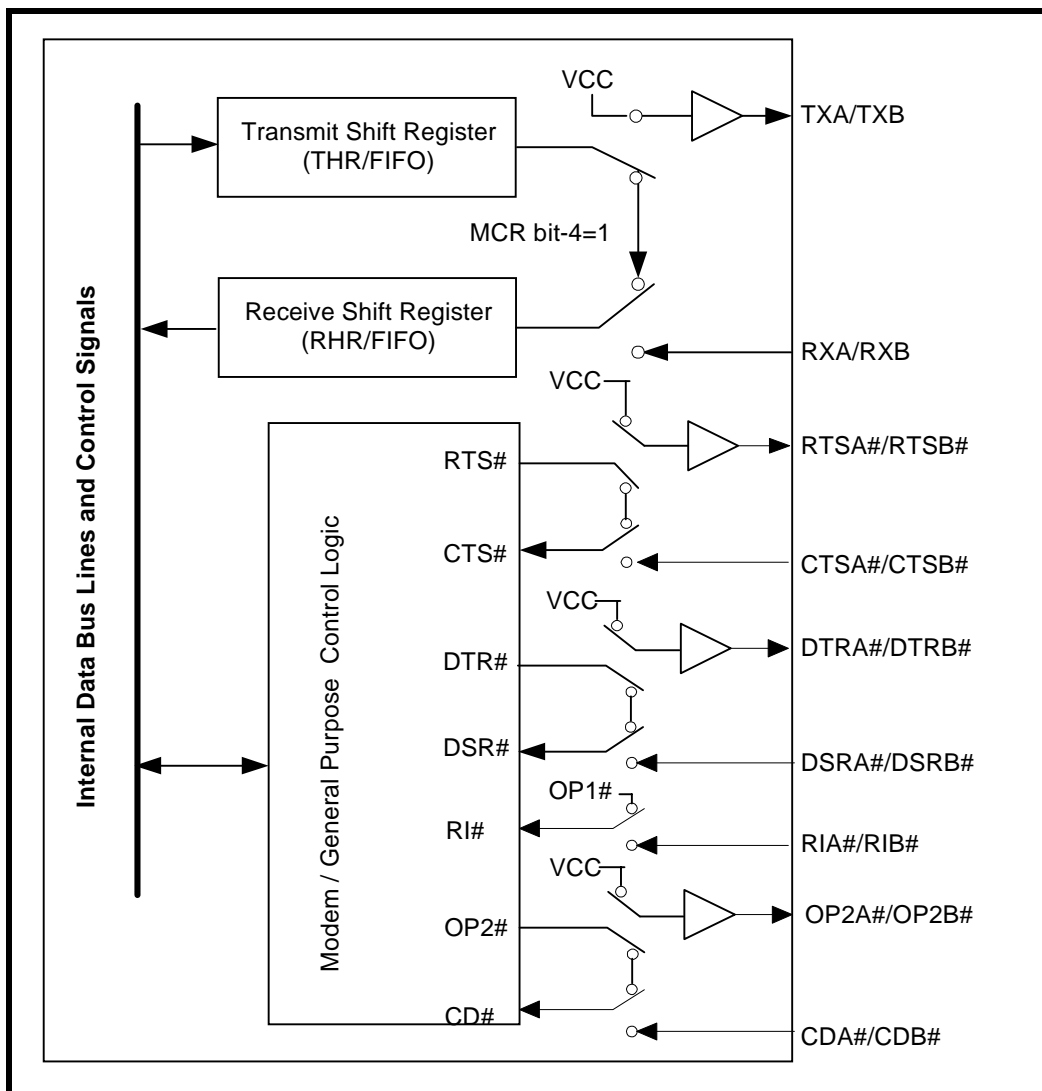 VCC
TXA/TXB
Transmit Shift Register
(THR/FIFO)
MCR bit-4=1
Receive Shift Register
(RHR/FIFO)
RXA/RXB
VCC
RTSA#/RTSB#
RTS#
CTS#
CTSA#/CTSB#
VCC
DTRA#/DTRB#
DTR#
DSR#
DSRA#/DSRB#
OP1#
RI#
RIA#/RIB#
VCC
OP2A#/OP2B#
OP2#
CD#
CDA#/CDB#
Internal Data Bus Lines and Control Signals
Modem / General Purpose Control Logic